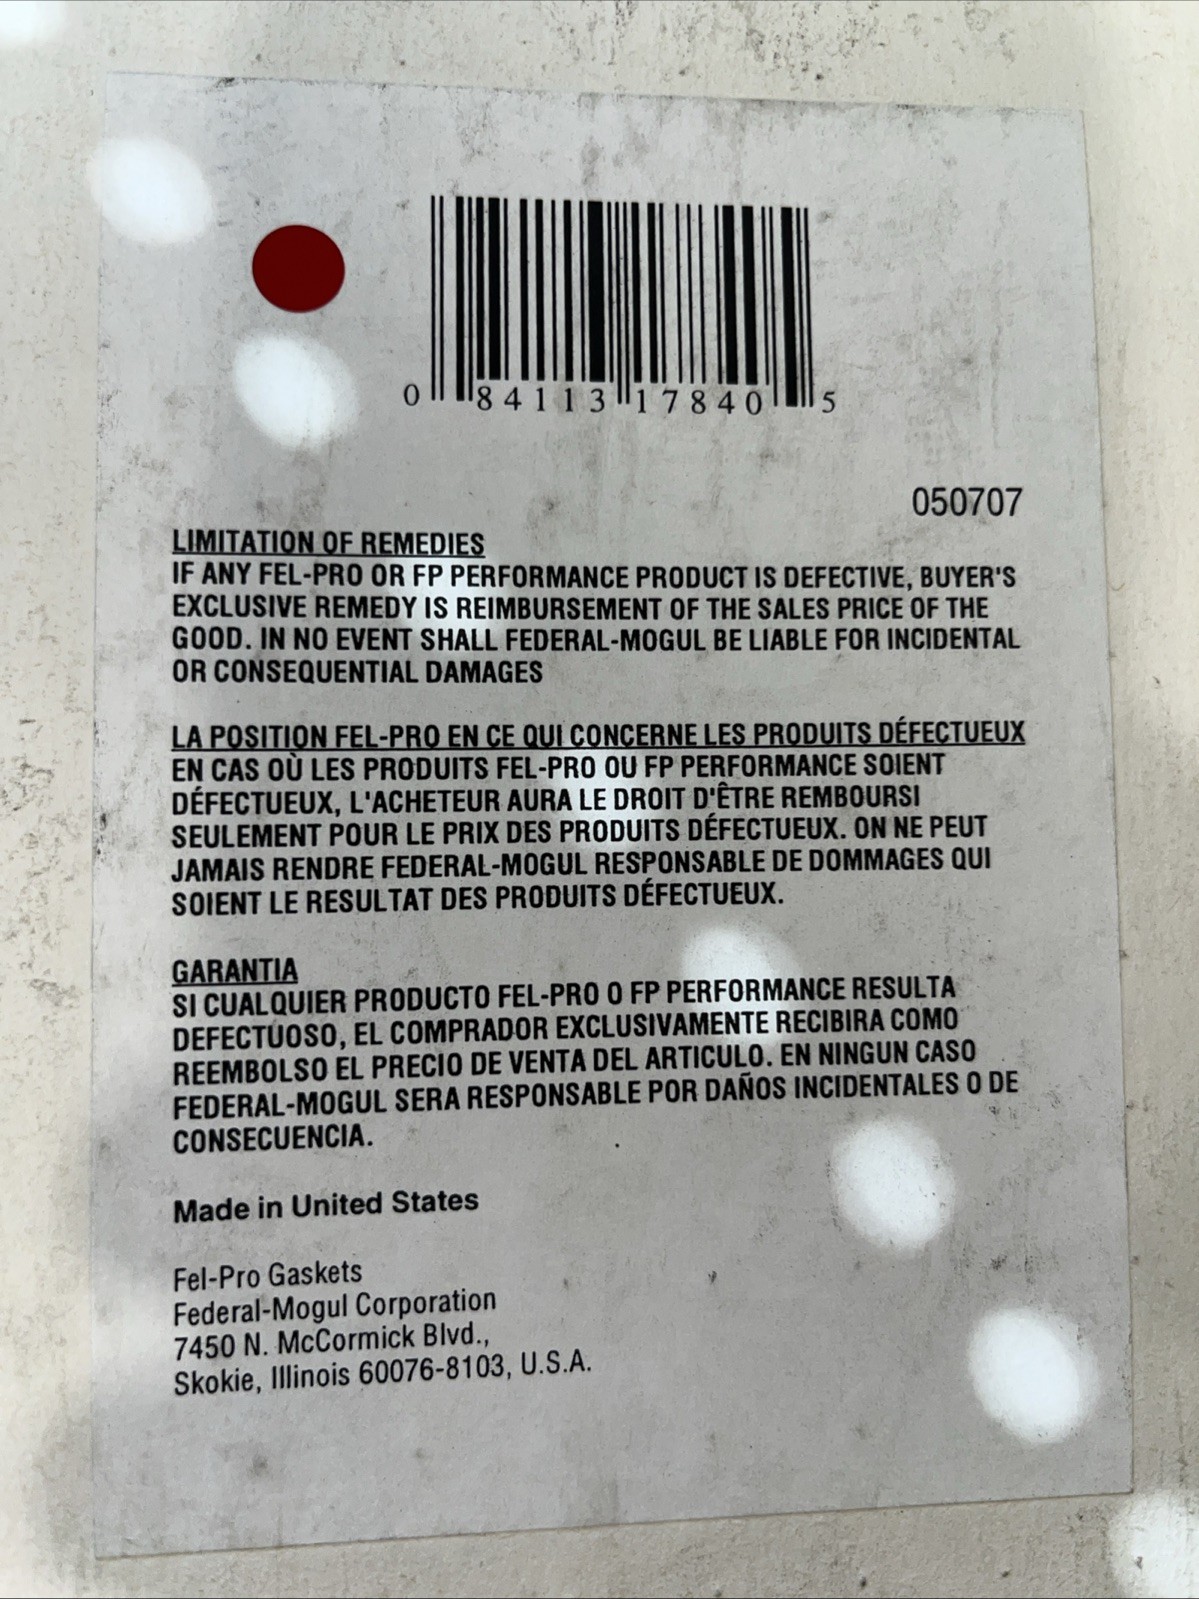 0 84113 17840 5
050707
LIMITATION OF REMEDIES
IF ANY FEL-PRO OR FP PERFORMANCE PRODUCT IS DEFECTIVE, BUYER'S
EXCLUSIVE REMEDY IS REIMBURSEMENT OF THE SALES PRICE OF THE
GOOD. IN NO EVENT SHALL FEDERAL-MOGUL BE LIABLE FOR INCIDENTAL
OR CONSEQUENTIAL DAMAGES
LA POSITION FEL-PRO EN CE QUI CONCERNE LES PRODUITS DÉFECTUEUX
EN CAS OÙ LES PRODUITS FEL-PRO OU FP PERFORMANCE SOIENT
DÉFECTUEUX, L'ACHETEUR AURA LE DROIT D'ÊTRE REMBOURSI
SEULEMENT POUR LE PRIX DES PRODUITS DÉFECTUEUX. ON NE PEUT
JAMAIS RENDRE FEDERAL-MOGUL RESPONSABLE DE DOMMAGES QUI
SOIENT LE RESULTAT DES PRODUITS DÉFECTUEUX.
GARANTIA
SI CUALQUIER PRODUCTO FEL-PRO O FP PERFORMANCE RESULTA
DEFECTUOSO, EL COMPRADOR EXCLUSIVAMENTE RECIBIRA COMO
REEMBOLSO EL PRECIO DE VENTA DEL ARTICULO. EN NINGUN CASO
FEDERAL-MOGUL SERA RESPONSABLE POR DAÑOS INCIDENTALES O DE
CONSECUENCIA.
Made in United States
Fel-Pro Gaskets
Federal-Mogul Corporation
7450 N. McCormick Blvd.,
Skokie, Illinois 60076-8103, U.S.A.